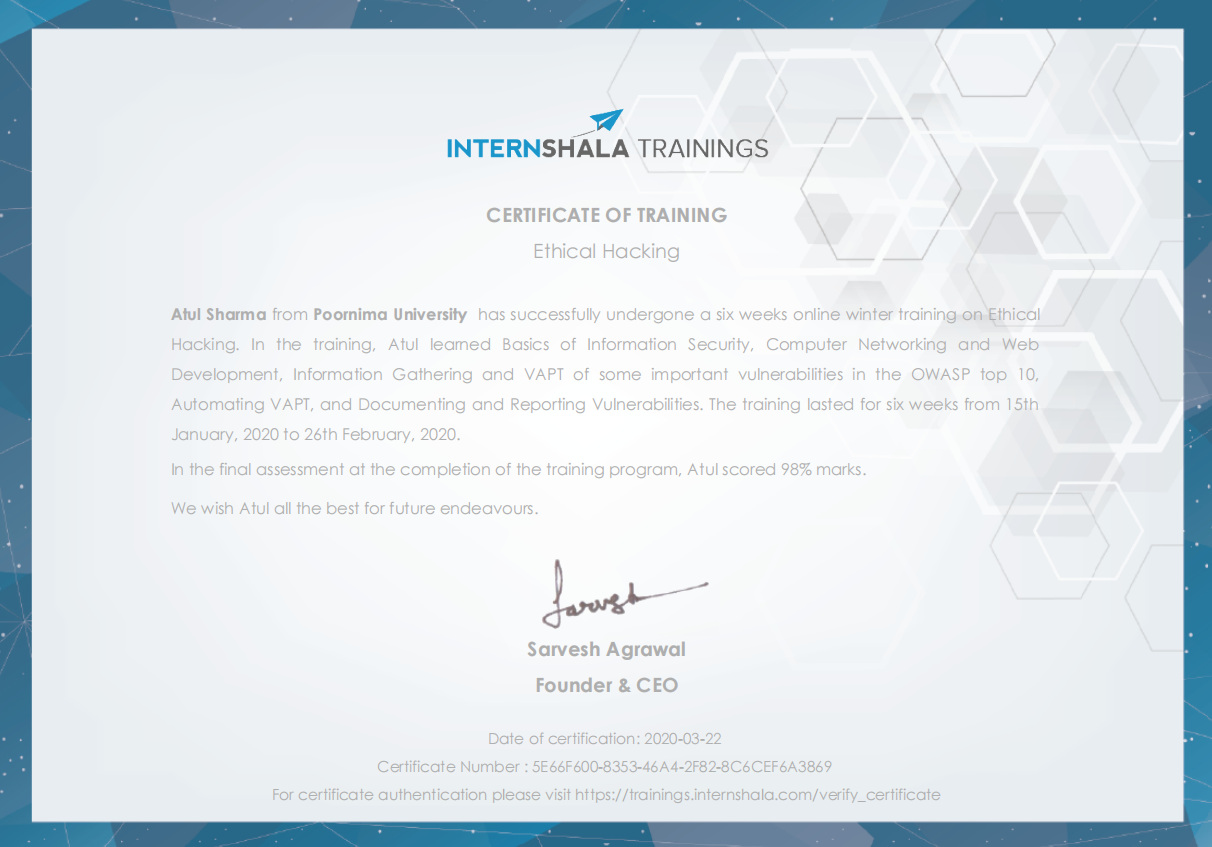 INTERNSHALA TRAININGS
CERTIFICATE OF TRAINING
Ethical Hacking
Atul Sharma from Poornima University has successfully undergone a six weeks online winter training on Ethical
Hacking. In the training, Atul learned Basics of Information Security, Computer Networking and Web
Development, Information Gathering and VAPT of some important vulnerabilities in the OWASP top 10,
Automating VAPT, and Documenting and Reporting Vulnerabilities. The training lasted for six weeks from 15th
January, 2020 to 26th February, 2020.
In the final assessment at the completion of the training program, Atul scored 98% marks.
We wish Atul all the best for future endeavours.
Sarvesh
Sarvesh Agrawal
Founder & CEO
Date of certification: 2020-03-22
Certificate Number : 5E66F600-8353-46A4-2F82-8C6CEF6A3869
For certificate authentication please visit https://trainings.internshala.com/verify_certificate